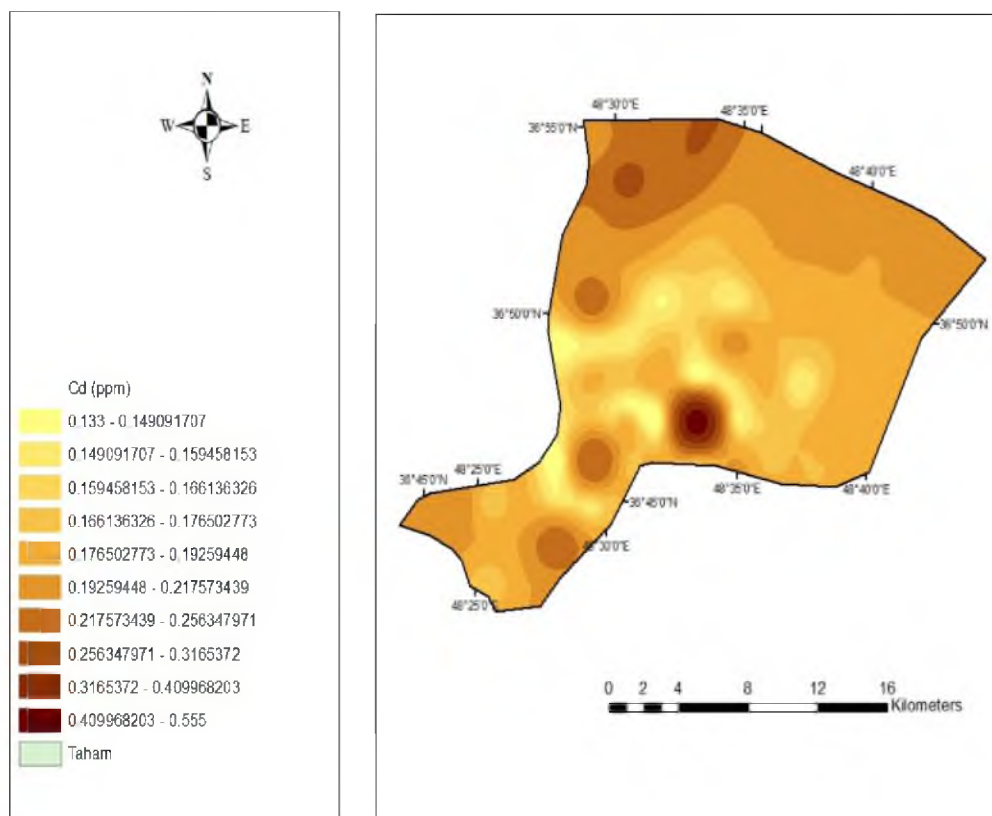 N
W E
S
Cd (ppm)
0.133 - 0.149091707
0.149091707 - 0.159458153
0.159458153 - 0.166136326
0.166136326 - 0.176502773
0.176502773 - 0.19259448
0.19259448 - 0.217573439
0.217573439 - 0.256347971
0.256347971 - 0.3165372
0.3165372 - 0.409968203
0.409968203 - 0.555
Taham
48°30'0"E
48°35'0"E
36°55'0"N
48°40'0"E
36°50'0"N
36°50'0"N
36°45'0"N
48°25'0"E
48°35'0"E
48°40'0"E
36°45'0"N
48°30'0"E
48°25'0"E
0 2 4 8 12 16
Kilometers